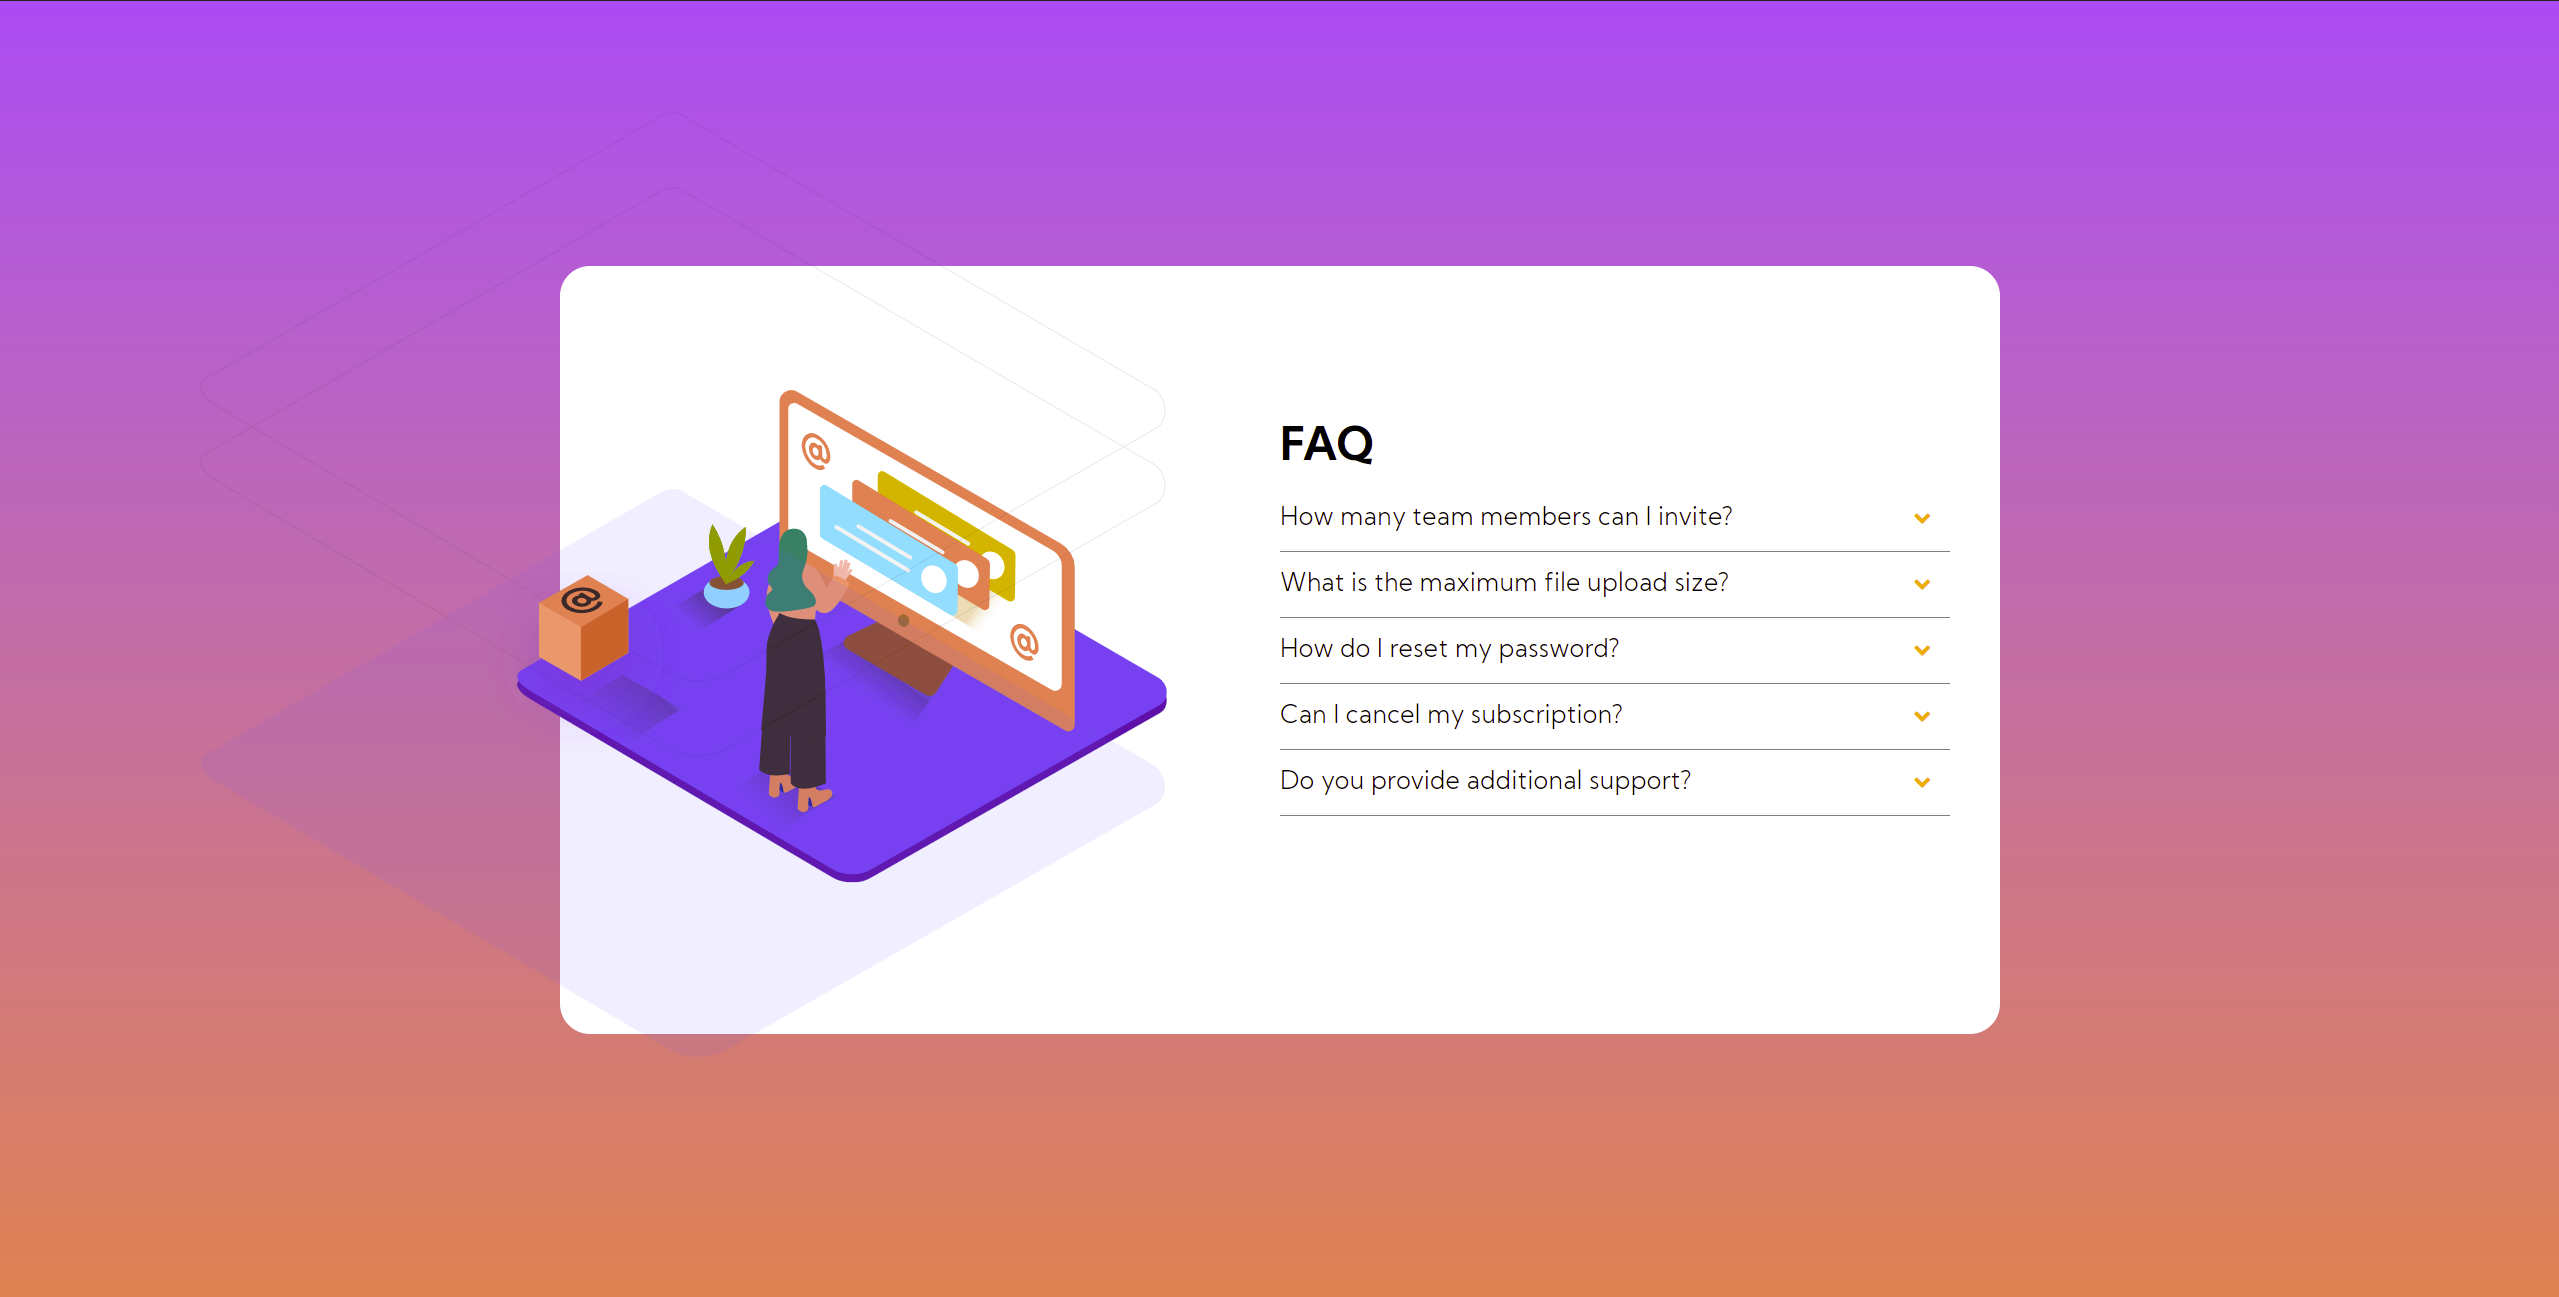 @
@
@
FAQ
How many team members can I invite?
What is the maximum file upload size?
How do I reset my password?
Can I cancel my subscription?
Do you provide additional support?